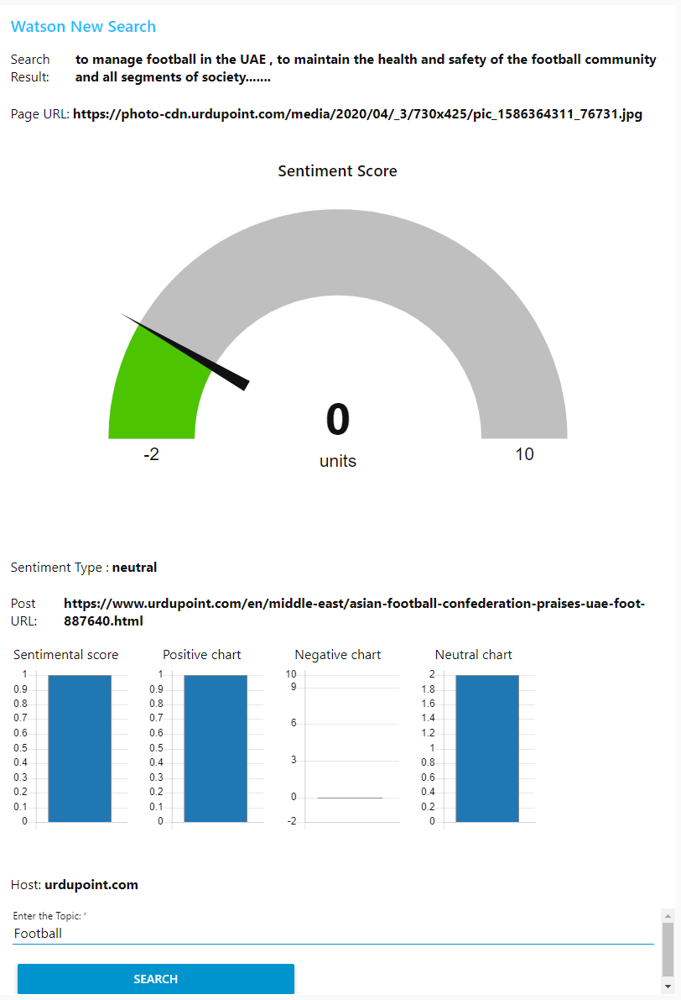 Watson New Search
Search Result: to manage football in the UAE , to maintain the health and safety of the football community
and all segments of society.......
Page URL: https://photo-cdn.urdupoint.com/media/2020/04/_3/730x425/pic_1586364311_76731.jpg
Sentiment Score
0
-2 units 10
Sentiment Type : neutral
Post URL: https://www.urdupoint.com/en/middle-east/asian-football-confederation-praises-uae-foot-
887640.html
Sentimental score
1
0.9
0.8
0.7
0.6
0.5
0.4
0.3
0.2
0.1
0
Positive chart
1
0.9
0.8
0.7
0.6
0.5
0.4
0.3
0.2
0.1
0
Negative chart
10
9
6
3
0
-2
Neutral chart
2
1.8
1.6
1.4
1.2
1
0.8
0.6
0.4
0.2
0
Host: urdupoint.com
Enter the Topic: *
Football
SEARCH